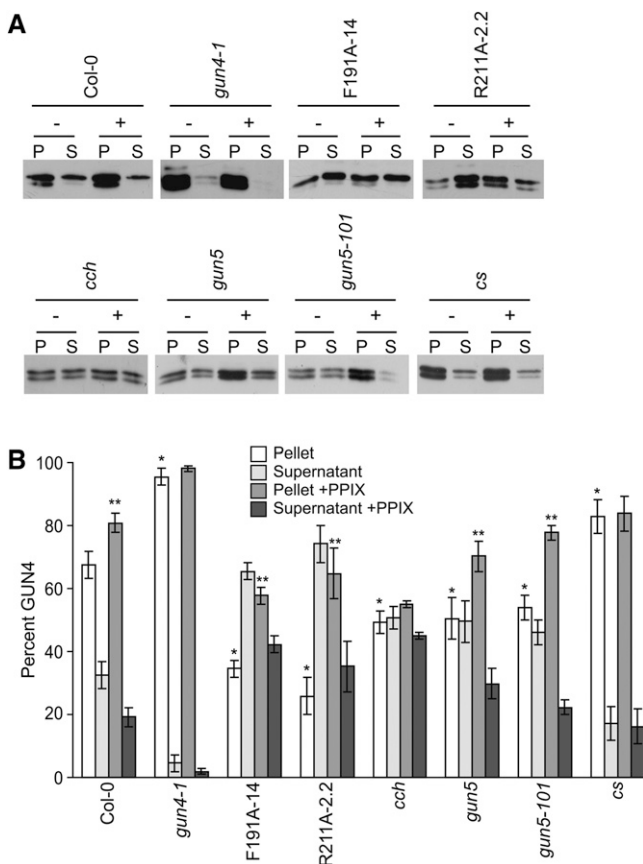 A
Col-0 gun4-1 F191A-14 R211A-2.2
- + - + - + - +
P S P S P S P S P S P S P S P S
cch gun5 gun5-101 cs
- + - + - + - +
P S P S P S P S P S P S P S P S
B
Percent GUN4
100
80
60
40
20
0
Pellet
Supernatant
Pellet +PPIX
Supernatant +PPIX
** * ** * ** * * ** * ** * *
Col-0 gun4-1 F191A-14 R211A-2.2 cch gun5 gun5-101 cs